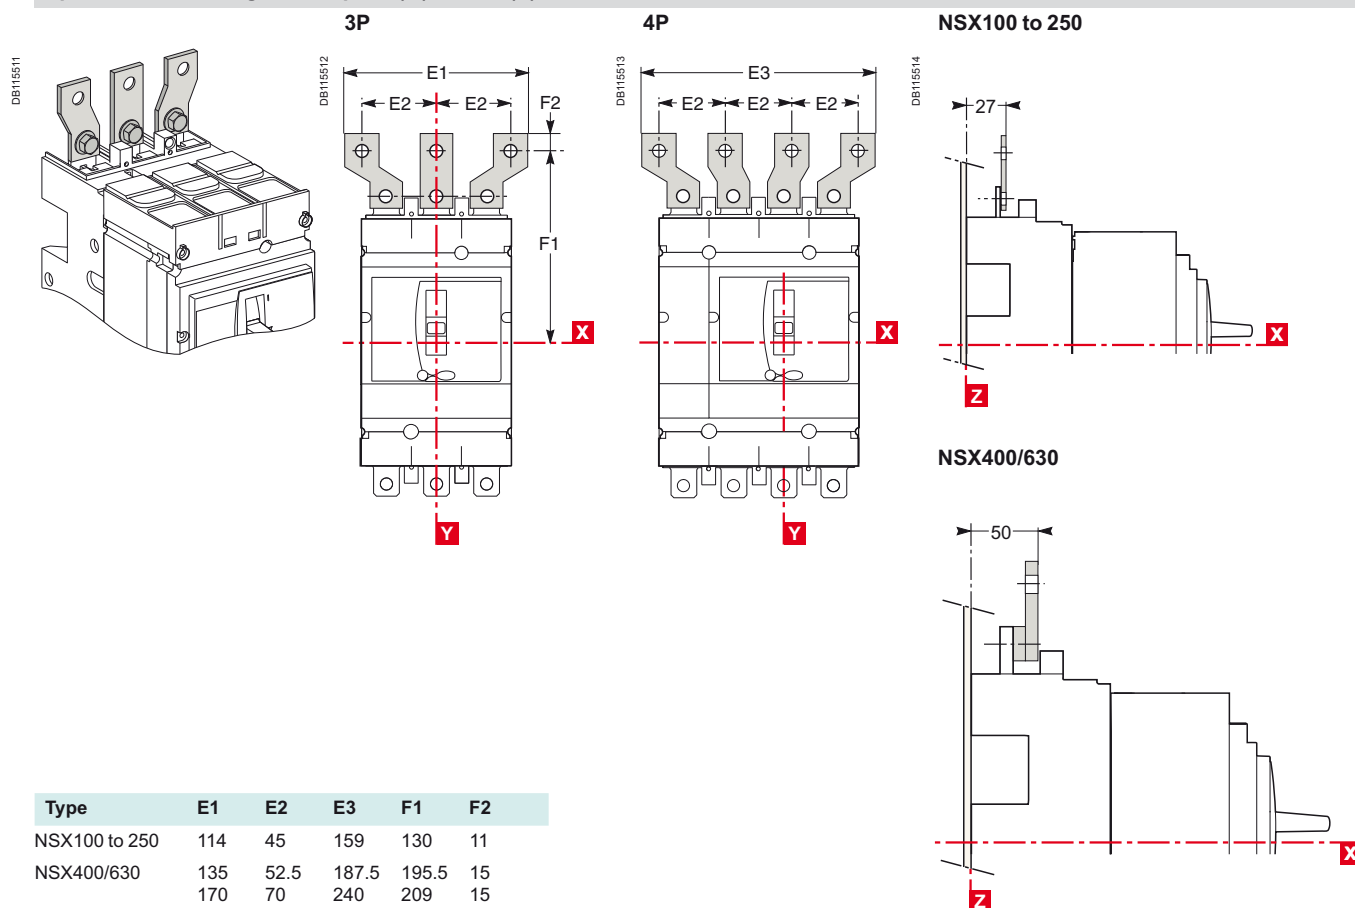 3P
4P
NSX100 to 250
DB115511
DB115512
E1
E2
E2
F2
F1
X
Y
DB115513
E3
E2
E2
E2
X
Y
DB115514
27
X
Z
NSX400/630
50
X
Z
Type E1 E2 E3 F1 F2
NSX100 to 250 114 45 159 130 11
NSX400/630 135 52.5 187.5 195.5 15
170 70 240 209 15